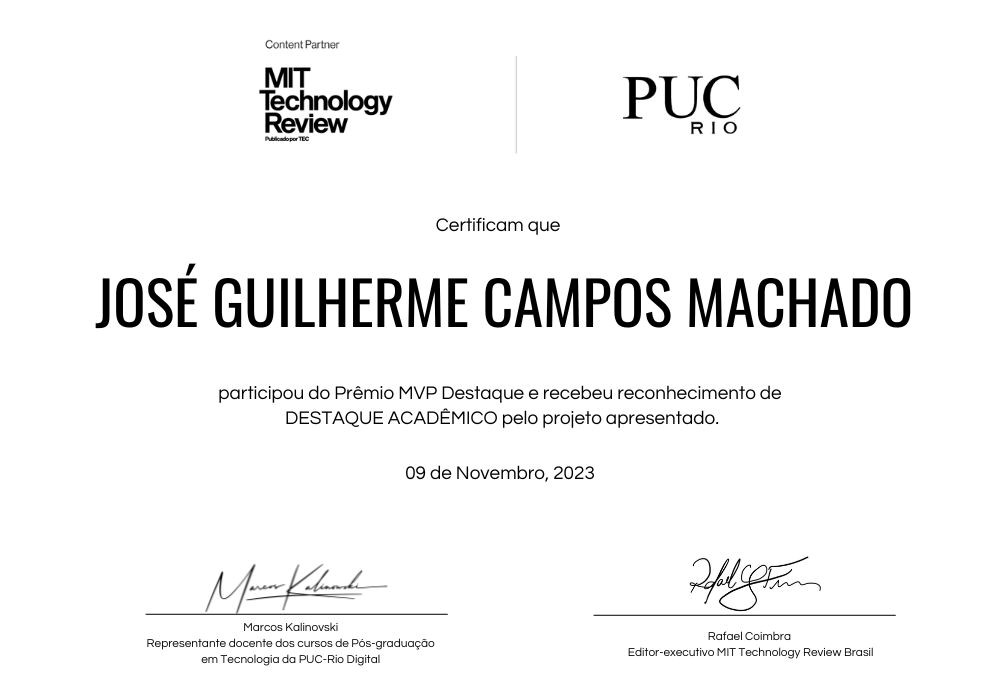 Content Partner
MIT
Technology
Review
Publicado por TEC
PUC
RIO
Certificam que
JOSÉ GUILHERME CAMPOS MACHADO
participou do Prêmio MVP Destaque e recebeu reconhecimento de
DESTAQUE ACADÊMICO pelo projeto apresentado.
09 de Novembro, 2023
Marcos Kalinovski
Marcos Kalinovski
Representante docente dos cursos de Pós-graduação
em Tecnologia da PUC-Rio Digital
Rafael Coimbra
Editor-executivo MIT Technology Review Brasil